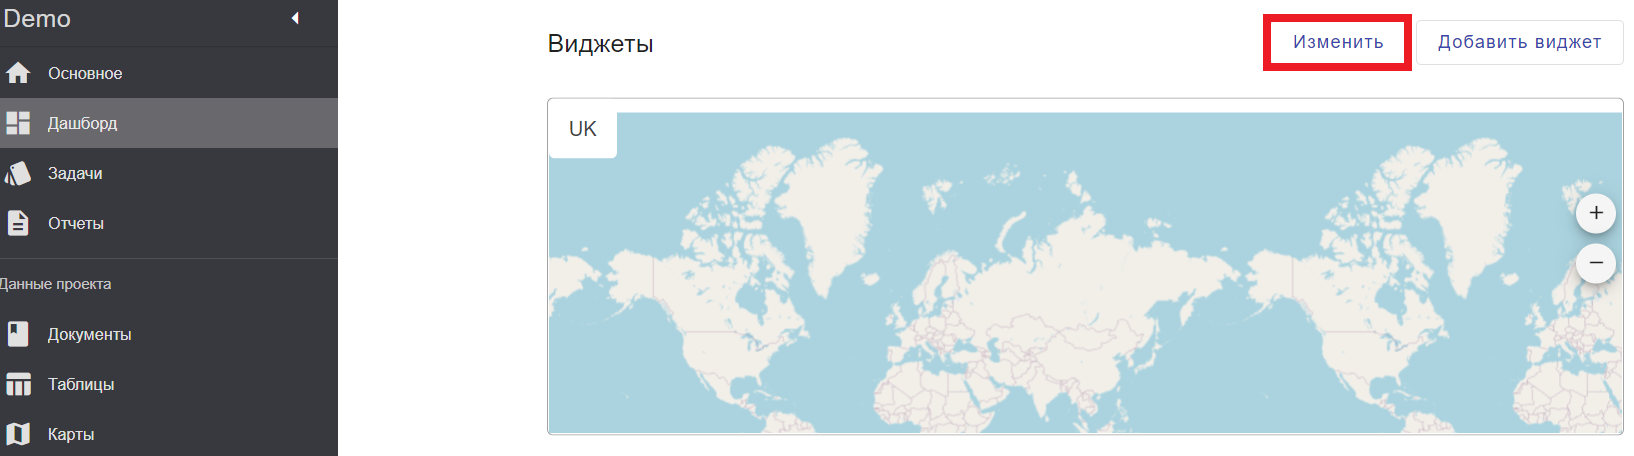 Demo
Основное
Дашборд
Задачи
Отчеты
Данные проекта
Документы
Таблицы
Карты
Виджеты
Изменить
Добавить виджет
UK
+
−